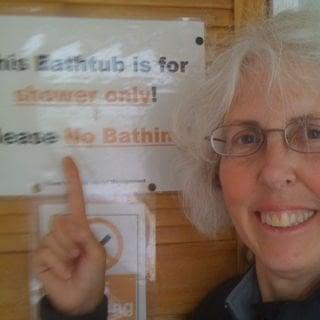 his Bathtub is for
shower only!
lease No Bathin